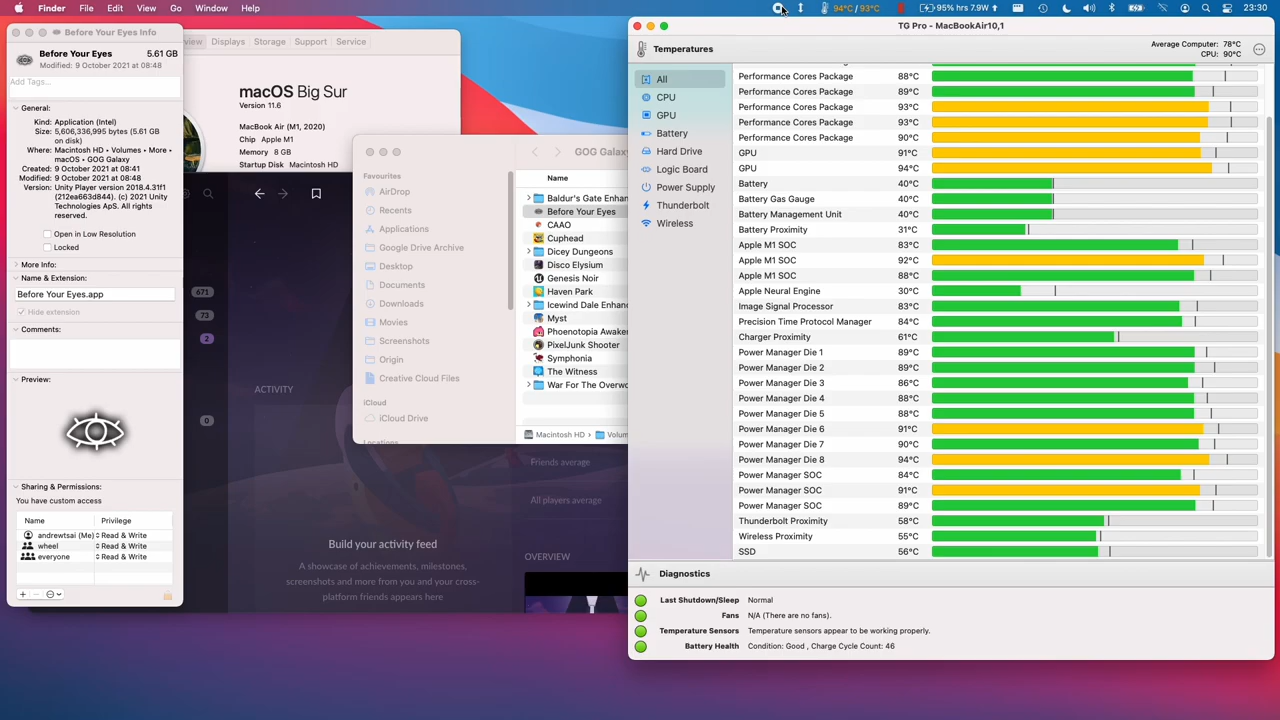 Finder File Edit View Go Window Help
94°C / 93°C
95% hrs 7.9W
23:30
Before Your Eyes Info
Before Your Eyes 5.61 GB
Modified: 9 October 2021 at 08:48
Add Tags...
General:
Kind: Application (Intel)
Size: 5,606,336,995 bytes (5.61 GB
on disk)
Where: Macintosh HD • Volumes • More •
macOS • GOG Galaxy
Created: 9 October 2021 at 08:41
Modified: 9 October 2021 at 08:48
Version: Unity Player version 2018.4.31f1
(212ea663d844). (c) 2021 Unity
Technologies ApS. All rights
reserved.
Open in Low Resolution
Locked
More Info:
Name & Extension:
Before Your Eyes.app
Hide extension
Comments:
Preview:
Sharing & Permissions:
You have custom access
Name Privilege
andrewtsai (Me) Read & Write
wheel Read & Write
everyone Read & Write
Displays Storage Support Service
macOS Big Sur
Version 11.6
MacBook Air (M1, 2020)
Chip Apple M1
Memory 8 GB
Startup Disk Macintosh HD
671
73
2
0
ACTIVITY
Build your activity feed
A showcase of achievements, milestones,
screenshots and more from you and your cross-
platform friends appears here
Friends average
All players average
OVERVIEW
GOG Galaxy
Favourites
AirDrop
Recents
Applications
Google Drive Archive
Desktop
Documents
Downloads
Movies
Screenshots
Origin
Creative Cloud Files
iCloud
iCloud Drive
Locations
Name
Baldur's Gate Enhan
Before Your Eyes
CAAO
Cuphead
Dicey Dungeons
Disco Elysium
Genesis Noir
Haven Park
Icewind Dale Enhanc
Myst
Phoenotopia Awaken
PixelJunk Shooter
Symphonia
The Witness
War For The Overwo
Macintosh HD › Volum
TG Pro - MacBookAir10,1
Temperatures
Average Computer: 78°C
CPU: 90°C
All
CPU
GPU
Battery
Hard Drive
Logic Board
Power Supply
Thunderbolt
Wireless
Performance Cores Package 88°C
Performance Cores Package 89°C
Performance Cores Package 93°C
Performance Cores Package 93°C
Performance Cores Package 90°C
GPU 91°C
GPU 94°C
Battery 40°C
Battery Gas Gauge 40°C
Battery Management Unit 40°C
Battery Proximity 31°C
Apple M1 SOC 83°C
Apple M1 SOC 92°C
Apple M1 SOC 88°C
Apple Neural Engine 30°C
Image Signal Processor 83°C
Precision Time Protocol Manager 84°C
Charger Proximity 61°C
Power Manager Die 1 89°C
Power Manager Die 2 89°C
Power Manager Die 3 86°C
Power Manager Die 4 88°C
Power Manager Die 5 88°C
Power Manager Die 6 91°C
Power Manager Die 7 90°C
Power Manager Die 8 94°C
Power Manager SOC 84°C
Power Manager SOC 91°C
Power Manager SOC 89°C
Thunderbolt Proximity 58°C
Wireless Proximity 55°C
SSD 56°C
Diagnostics
Last Shutdown/Sleep Normal
Fans N/A (There are no fans).
Temperature Sensors Temperature sensors appear to be working properly.
Battery Health Condition: Good , Charge Cycle Count: 46